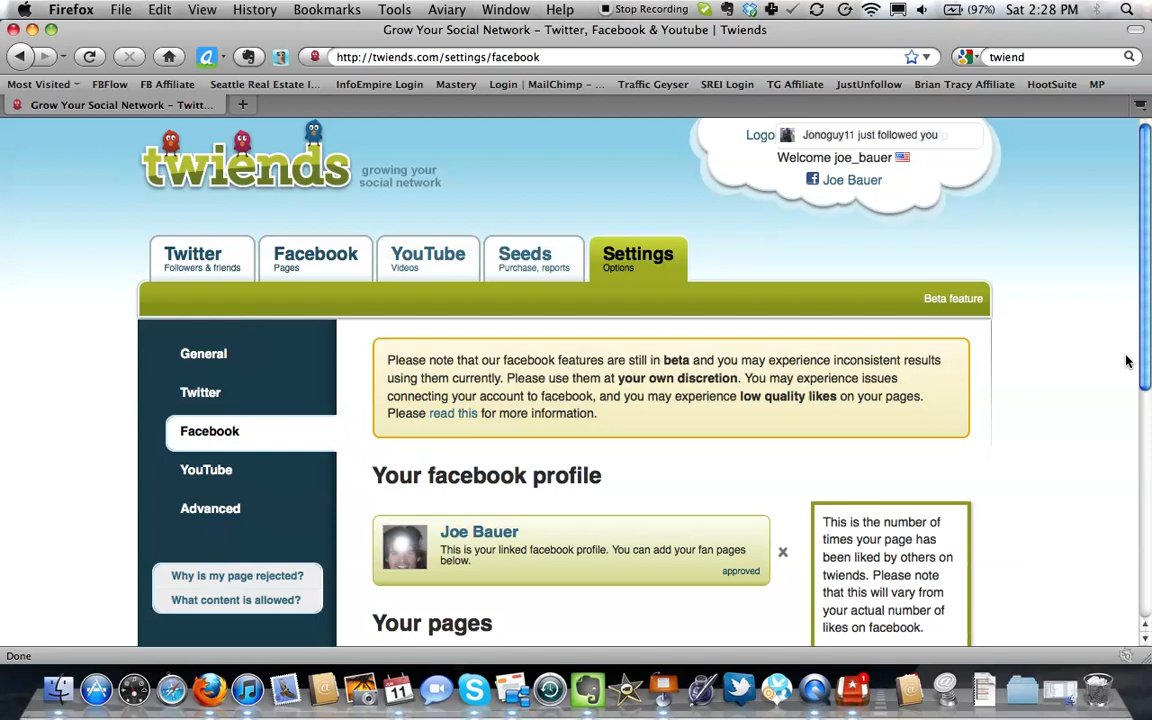 Firefox File Edit View History Bookmarks Tools Aviary Window Help Stop Recording (97%) Sat 2:28 PM
Grow Your Social Network – Twitter, Facebook & Youtube | Twiends
http://twiends.com/settings/facebook twiend
Most Visited FBFlow FB Affiliate Seattle Real Estate I... InfoEmpire Login Mastery Login | MailChimp – ... Traffic Geyser SREI Login TG Affiliate JustUnfollow Brian Tracy Affiliate HootSuite MP
Grow Your Social Network – Twitt...
Logo Jonoguy11 just followed you
Welcome joe_bauer
Joe Bauer
twiends
growing your
social network
Twitter Facebook YouTube Seeds Settings
Followers & friends Pages Videos Purchase, reports Options
Beta feature
General
Twitter
Facebook
YouTube
Advanced
Why is my page rejected?
What content is allowed?
Please note that our facebook features are still in beta and you may experience inconsistent results
using them currently. Please use them at your own discretion. You may experience issues
connecting your account to facebook, and you may experience low quality likes on your pages.
Please read this for more information.
Your facebook profile
Joe Bauer
This is your linked facebook profile. You can add your fan pages
below.
approved
This is the number of
times your page has
been liked by others on
twiends. Please note
that this will vary from
your actual number of
likes on facebook.
Your pages
Done
11
1